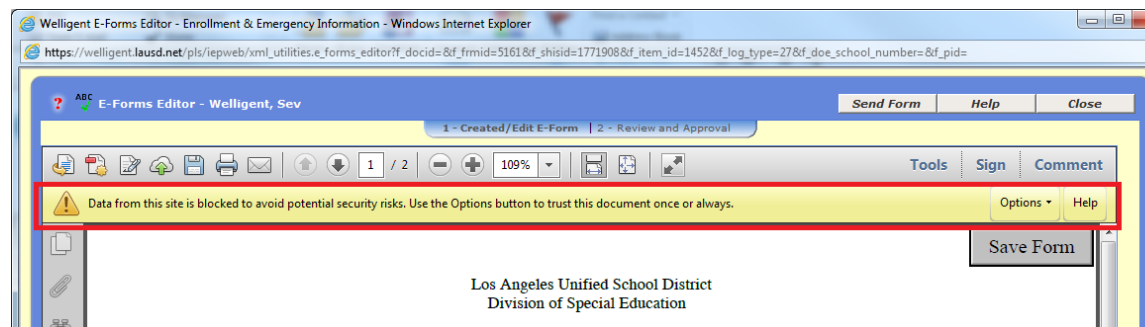 Welligent E-Forms Editor - Enrollment & Emergency Information - Windows Internet Explorer
https://welligent.lausd.net/pls/iepweb/xml_utilities.e_forms_editor?f_docid=&f_frmid=5161&f_shisid=1771908&f_item_id=1452&f_log_type=27&f_doe_school_number=&f_pid=
? ABC E-Forms Editor - Welligent, Sev Send Form Help Close
1 - Created/Edit E-Form | 2 - Review and Approval
1 / 2 109% Tools Sign Comment
Data from this site is blocked to avoid potential security risks. Use the Options button to trust this document once or always. Options Help
Save Form
Los Angeles Unified School District
Division of Special Education